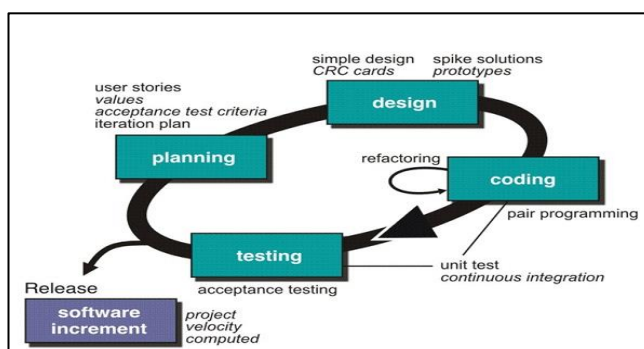 simple design
CRC cards
spike solutions
prototypes
user stories
values
acceptance test criteria
iteration plan
design
planning
refactoring
coding
pair programming
testing
unit test
continuous integration
acceptance testing
Release
software
increment
project
velocity
computed